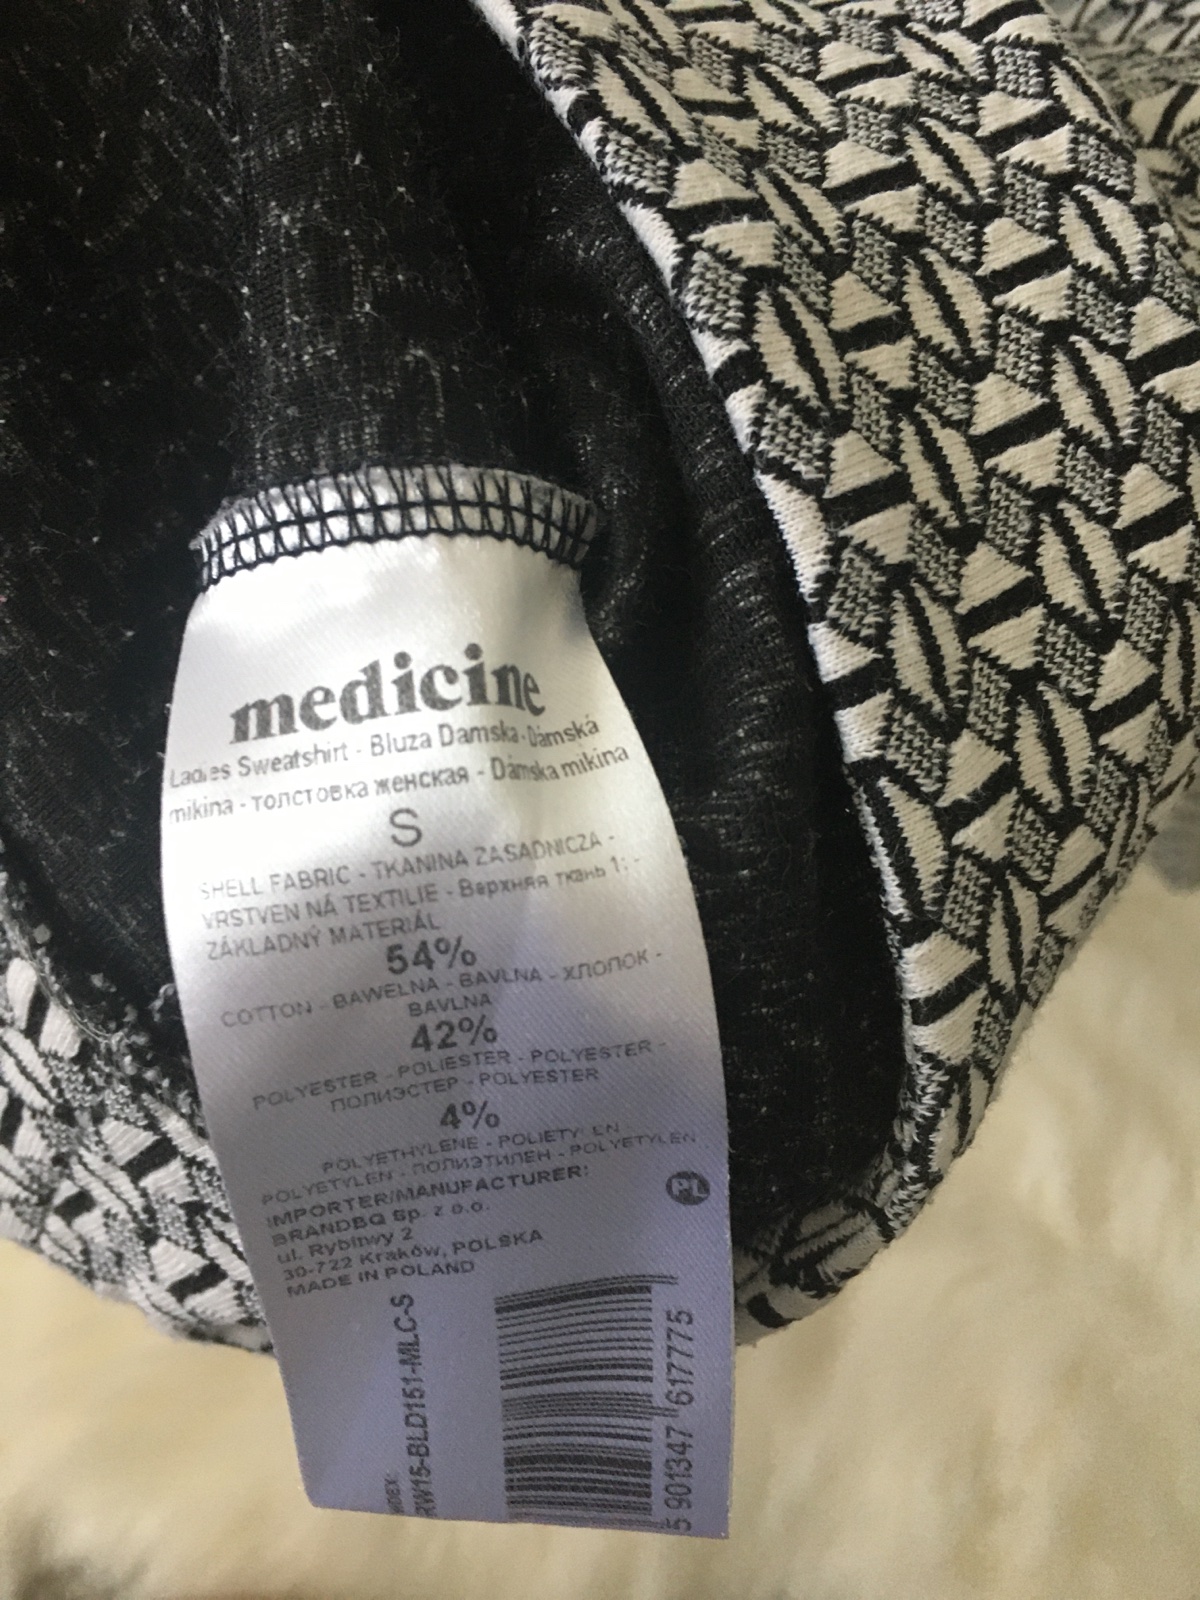 medicine
Ladies Sweatshirt - Bluza Damska - Dámská
mikina - толстовка женская - Dámska mikina
S
SHELL FABRIC - TKANINA ZASADNICZA -
VRSTVEN NÁ TEXTILIE - Верхняя ткань 1: -
ZÁKLADNÝ MATERIÁL
54%
COTTON - BAWELNA - BAVLNA - ХЛОПОК -
BAVLNA
42%
POLYESTER - POLIESTER - POLYESTER -
ПОЛИЭСТЕР - POLYESTER
4%
POLYETHYLENE - POLIETYLEN -
POLYETYLEN - ПОЛИЭТИЛЕН - POLYETYLEN
IMPORTER/MANUFACTURER:
PL
BRANDBQ Sp. z o.o.
ul. Rybitwy 2
30-722 Kraków, POLSKA
MADE IN POLAND
INDEX:
RW15-BLD151-MLC-S
5 901347 617775